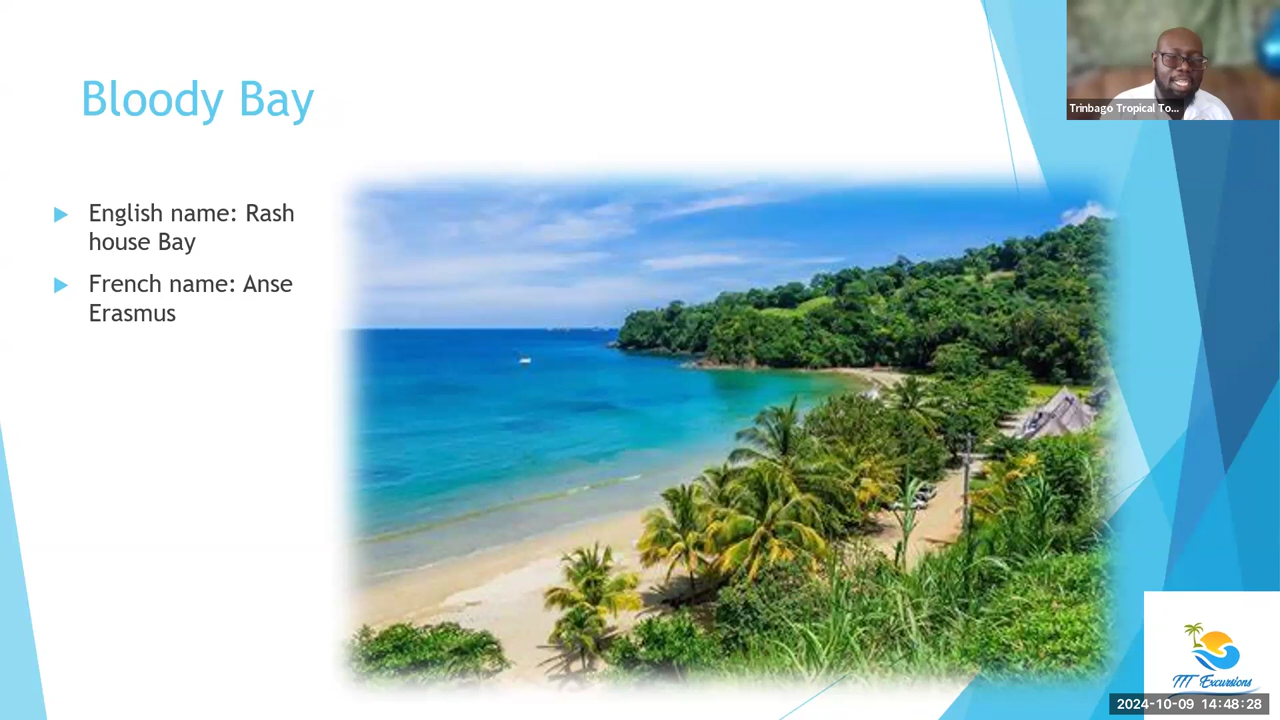 Bloody Bay
Trinbago Tropical To...
English name: Rash
house Bay
French name: Anse
Erasmus
TTT Excursions
2024-10-09 14:48:28